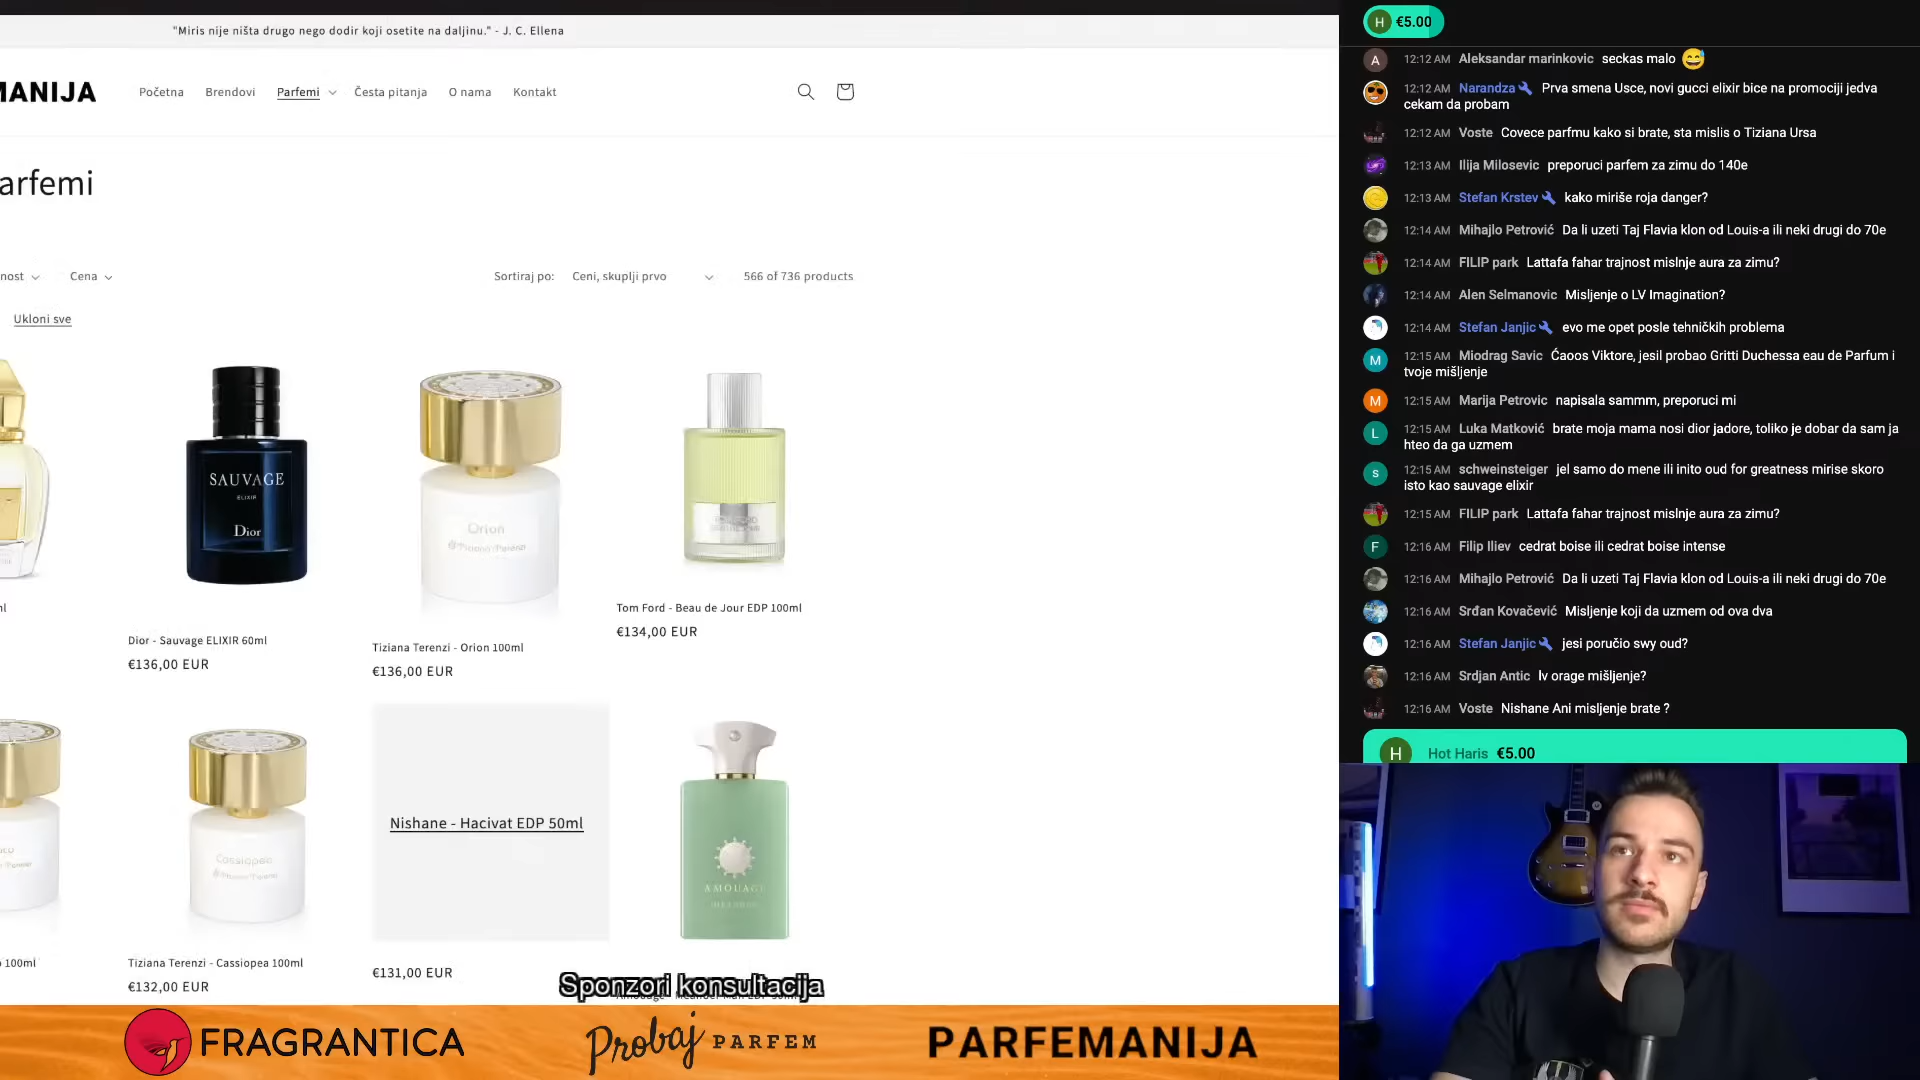 "Miris nije ništa drugo nego dodir koji osetite na daljinu." - J. C. Ellena
MANIJA
Početna
Brendovi
Parfemi
Česta pitanja
O nama
Kontakt
arfemi
nost
Cena
Sortiraj po:
Ceni, skuplji prvo
566 of 736 products
Ukloni sve
SAUVAGE
ELIXIR
Dior
Orion
Dior - Sauvage ELIXIR 60ml
€136,00 EUR
Tiziana Terenzi - Orion 100ml
€136,00 EUR
Tom Ford - Beau de Jour EDP 100ml
€134,00 EUR
Cassiopea
Nishane - Hacivat EDP 50ml
AMOUAGE
100ml
Tiziana Terenzi - Cassiopea 100ml
€132,00 EUR
€131,00 EUR
Sponzori konsultacija
FRAGRANTICA
Probaj PARFEM
PARFEMANIJA
H €5.00
A 12:12 AM Aleksandar marinkovic seckas malo 😅
12:12 AM Narandza Prva smena Usce, novi gucci elixir bice na promociji jedva
cekam da probam
12:12 AM Voste Covece parfmu kako si brate, sta mislis o Tiziana Ursa
12:13 AM Ilija Milosevic preporuci parfem za zimu do 140e
12:13 AM Stefan Krstev kako miriše roja danger?
12:14 AM Mihajlo Petrović Da li uzeti Taj Flavia klon od Louis-a ili neki drugi do 70e
12:14 AM FILIP park Lattafa fahar trajnost mislnje aura za zimu?
12:14 AM Alen Selmanovic Misljenje o LV Imagination?
12:14 AM Stefan Janjic evo me opet posle tehničkih problema
M 12:15 AM Miodrag Savic Ćaoos Viktore, jesil probao Gritti Duchessa eau de Parfum i
tvoje mišljenje
M 12:15 AM Marija Petrovic napisala sammm, preporuci mi
L 12:15 AM Luka Matković brate moja mama nosi dior jadore, toliko je dobar da sam ja
hteo da ga uzmem
s 12:15 AM schweinsteiger jel samo do mene ili inito oud for greatness mirise skoro
isto kao sauvage elixir
12:15 AM FILIP park Lattafa fahar trajnost mislnje aura za zimu?
F 12:16 AM Filip Iliev cedrat boise ili cedrat boise intense
12:16 AM Mihajlo Petrović Da li uzeti Taj Flavia klon od Louis-a ili neki drugi do 70e
12:16 AM Srđan Kovačević Misljenje koji da uzmem od ova dva
12:16 AM Stefan Janjic jesi poručio swy oud?
12:16 AM Srdjan Antic lv orage mišljenje?
12:16 AM Voste Nishane Ani misljenje brate ?
H Hot Haris €5.00